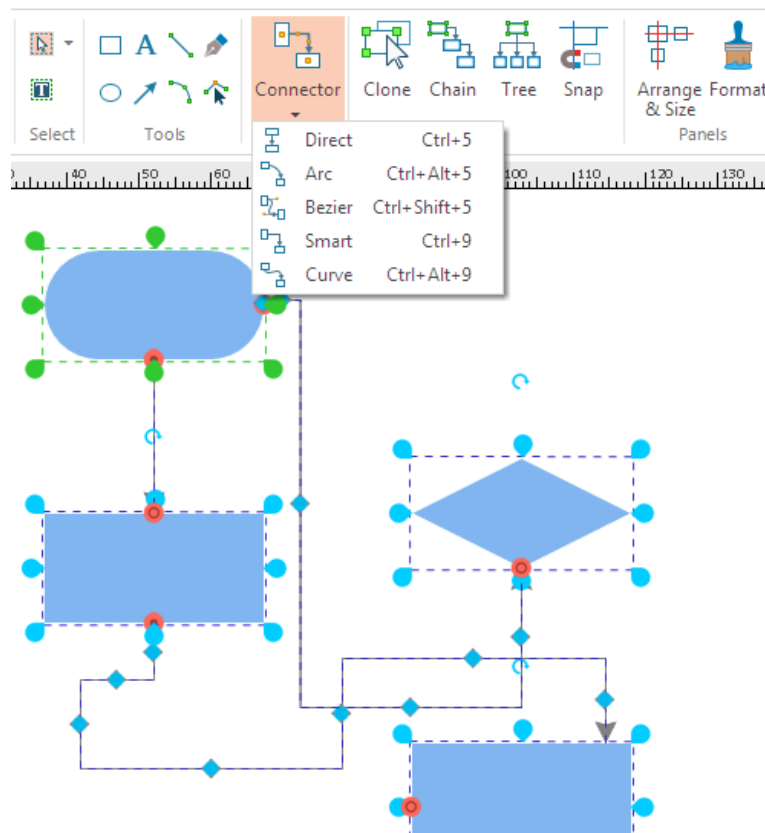 A
T
Connector
Clone
Chain
Tree
Snap
Arrange
& Size
Format
Select
Tools
Panels
Direct Ctrl+5
Arc Ctrl+Alt+5
Bezier Ctrl+Shift+5
Smart Ctrl+9
Curve Ctrl+Alt+9
40 50 60 100 110 120 130